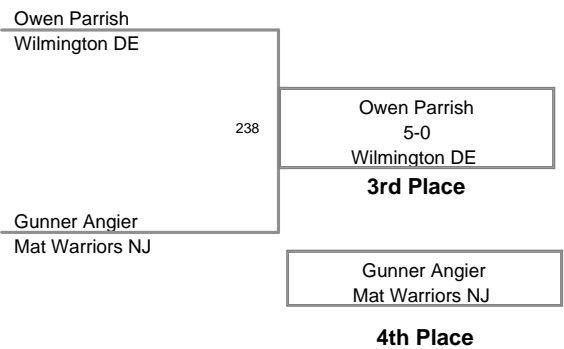 Owen Parrish
Wilmington DE
238
Owen Parrish
5-0
Wilmington DE
3rd Place
Gunner Angier
Mat Warriors NJ
Gunner Angier
Mat Warriors NJ
4th Place